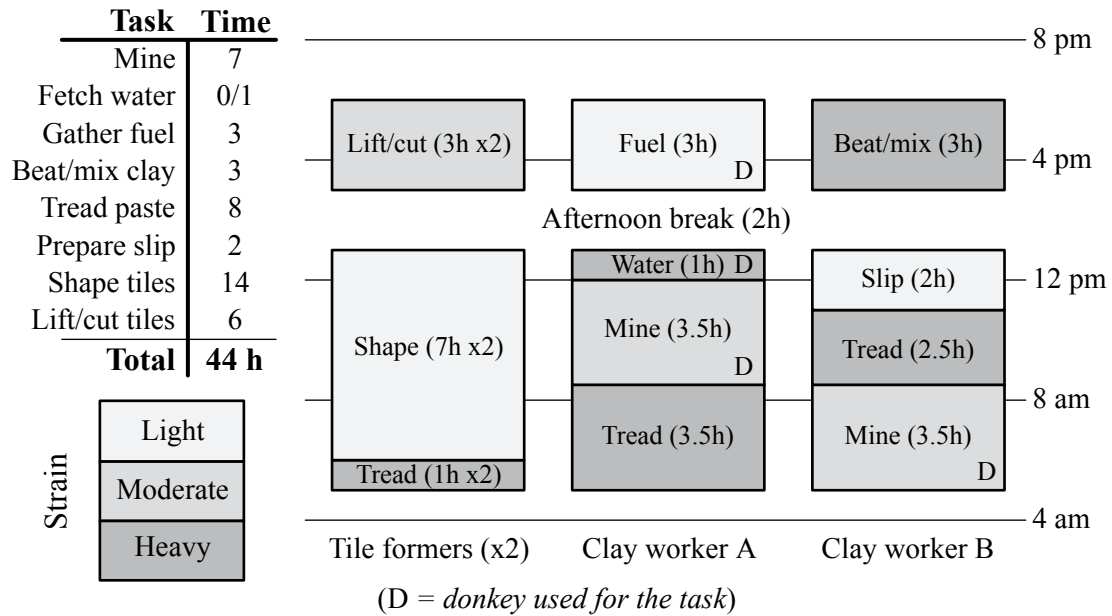 Task Time
Mine 7
Fetch water 0/1
Gather fuel 3
Beat/mix clay 3
Tread paste 8
Prepare slip 2
Shape tiles 14
Lift/cut tiles 6
Total 44 h
Strain
Light
Moderate
Heavy
8 pm
Lift/cut (3h x2) Fuel (3h) D Beat/mix (3h)
4 pm
Afternoon break (2h)
Water (1h) D
Slip (2h)
12 pm
Shape (7h x2)
Mine (3.5h) D
Tread (2.5h)
8 am
Tread (3.5h)
Mine (3.5h) D
Tread (1h x2)
4 am
Tile formers (x2) Clay worker A Clay worker B
(D = donkey used for the task)